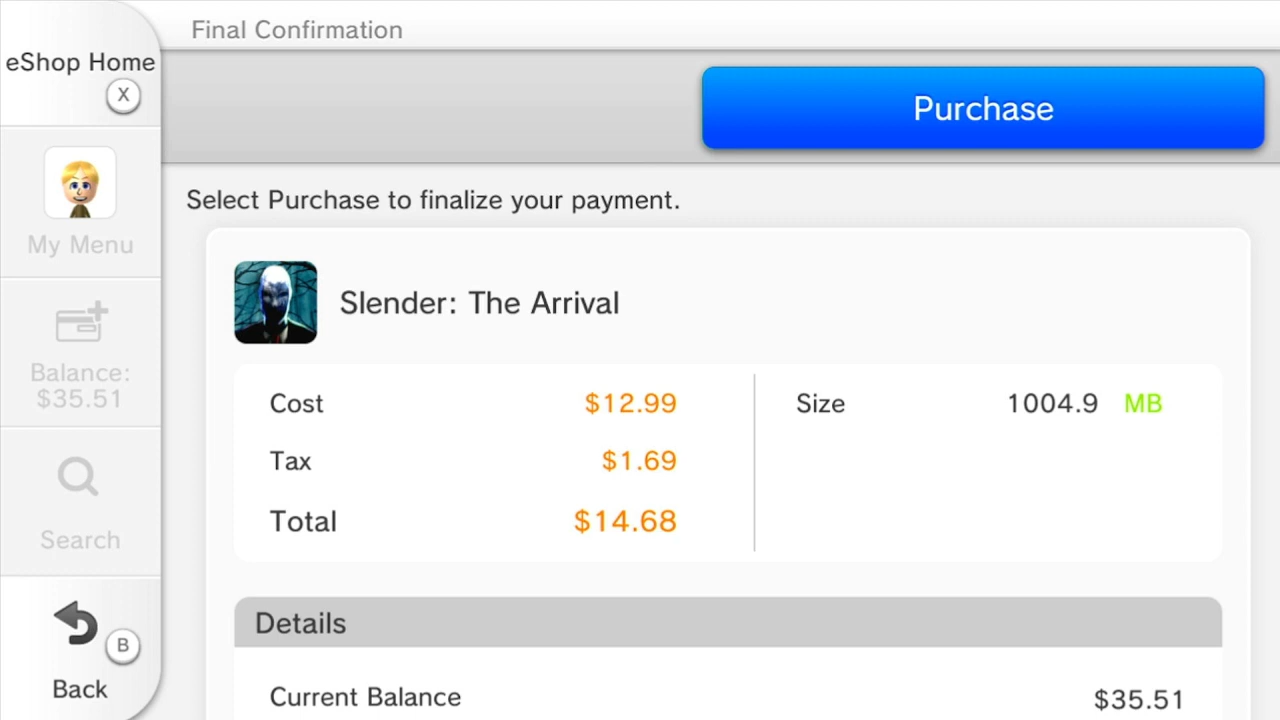 Final Confirmation
eShop Home
X
Purchase
My Menu
Balance:
$35.51
Search
B
Back
Select Purchase to finalize your payment.
Slender: The Arrival
Cost $12.99
Tax $1.69
Total $14.68
Size 1004.9 MB
Details
Current Balance $35.51